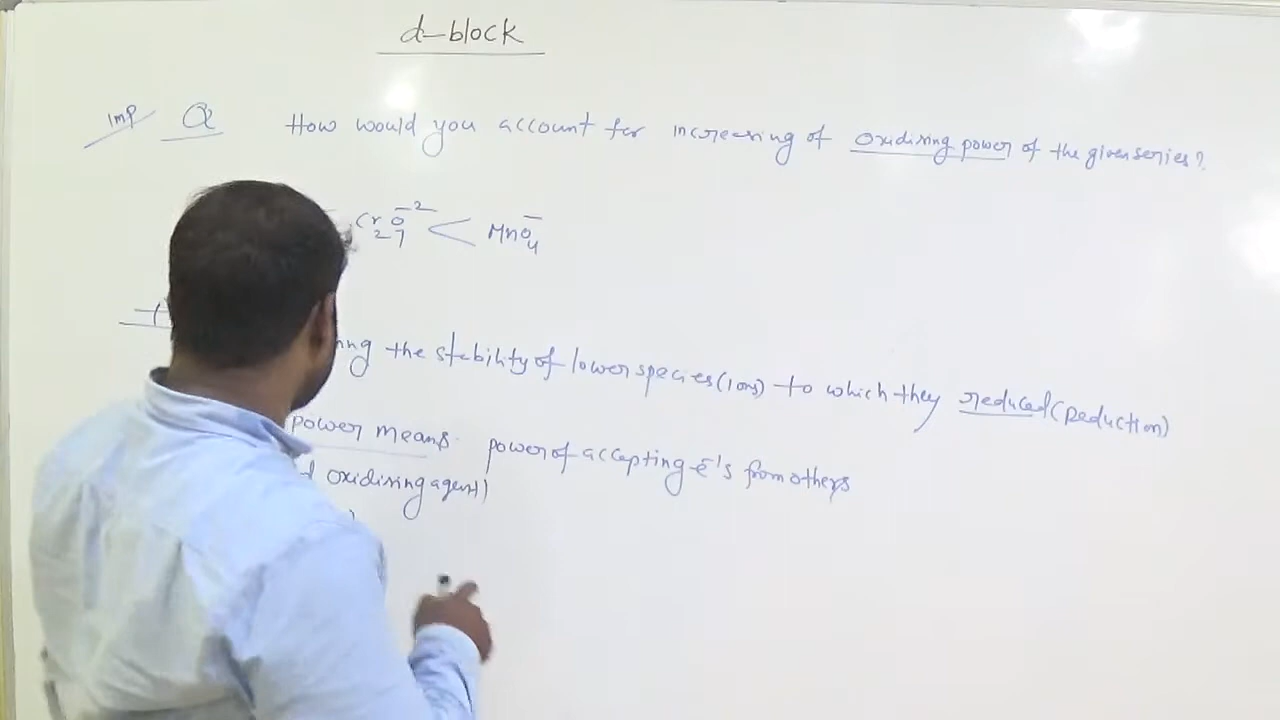 d-block
Imp Q How would you account for increasing of oxidising power of the given series?
Cr₂O₇⁻² < MnO₄⁻
the stability of lower species (Ions) to which they reduced (Reduction)
power means power of accepting e⁻'s from others
oxidising agent)